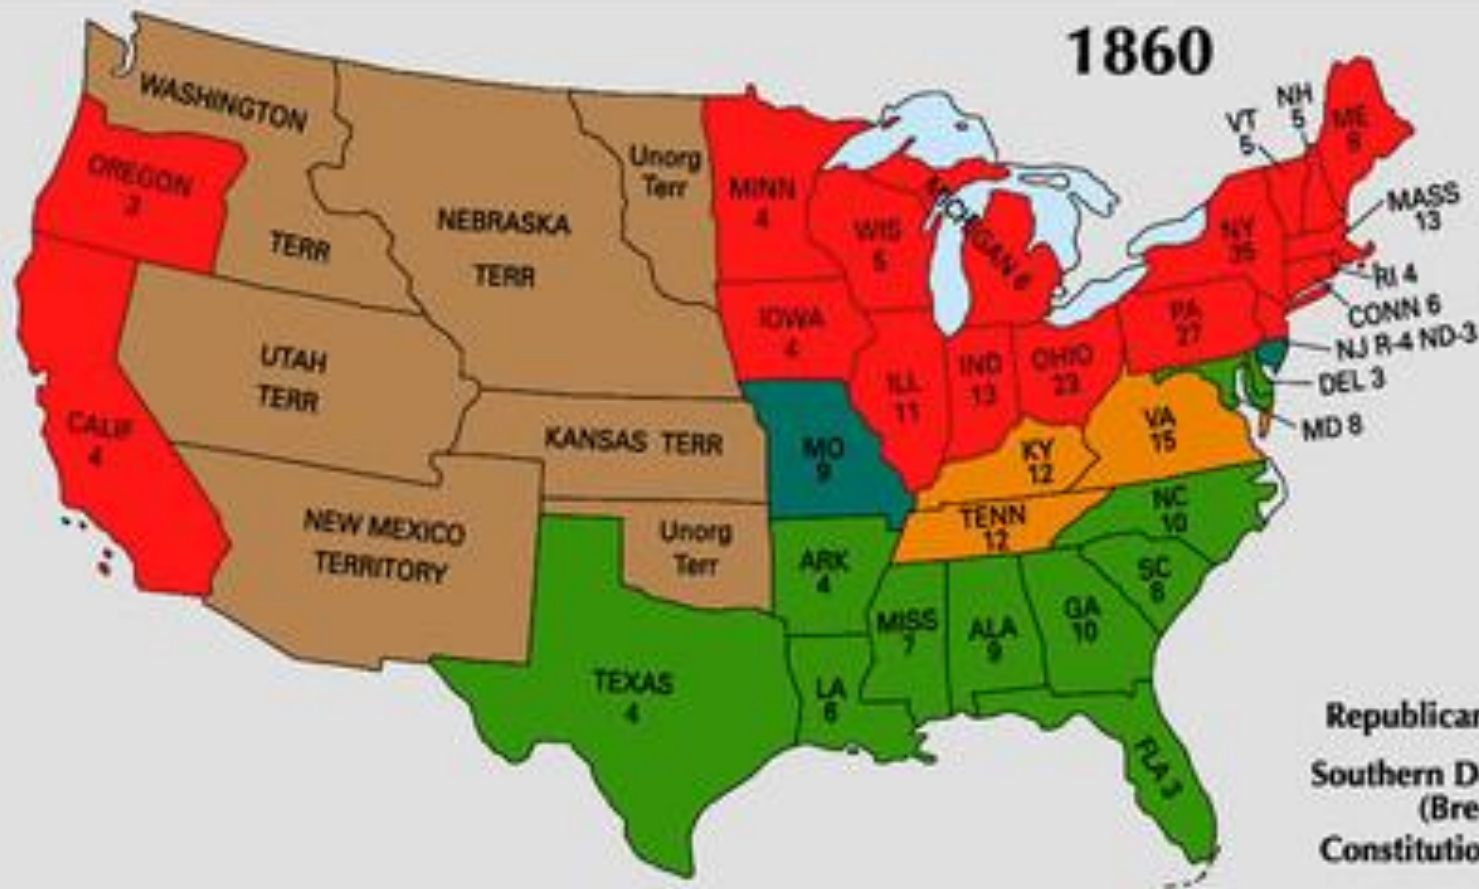 1860
WASHINGTON
TERR
OREGON
3
CALIF
4
NEBRASKA
TERR
Unorg
Terr
UTAH
TERR
KANSAS TERR
NEW MEXICO
TERRITORY
Unorg
Terr
MINN
4
IOWA
4
WIS
5
MICHIGAN 6
ILL
11
IND
13
OHIO
23
PA
27
NY
35
VT
5
NH
5
ME
8
MASS
13
RI 4
CONN 6
NJ R-4 ND-3
DEL 3
MD 8
MO
9
KY
12
VA
15
TENN
12
NC
10
SC
8
GA
10
ALA
9
MISS
7
ARK
4
LA
6
TEXAS
4
FLA 3
Republican
Southern D
(Bre
Constitutio